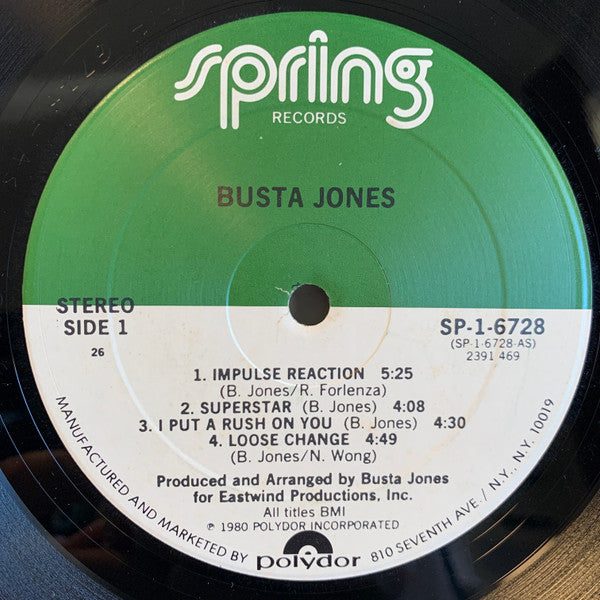 spring
RECORDS
BUSTA JONES
STEREO
SIDE 1
26
SP-1-6728
(SP-1-6728-AS)
2391 469
1. IMPULSE REACTION 5:25
(B. Jones/R. Forlenza)
2. SUPERSTAR (B. Jones) 4:08
3. I PUT A RUSH ON YOU (B. Jones) 4:30
4. LOOSE CHANGE 4:49
(B. Jones/N. Wong)
Produced and Arranged by Busta Jones
for Eastwind Productions, Inc.
All titles BMI
℗ 1980 POLYDOR INCORPORATED
MANUFACTURED AND MARKETED BY polydor 810 SEVENTH AVE./ N.Y., N.Y. 10019